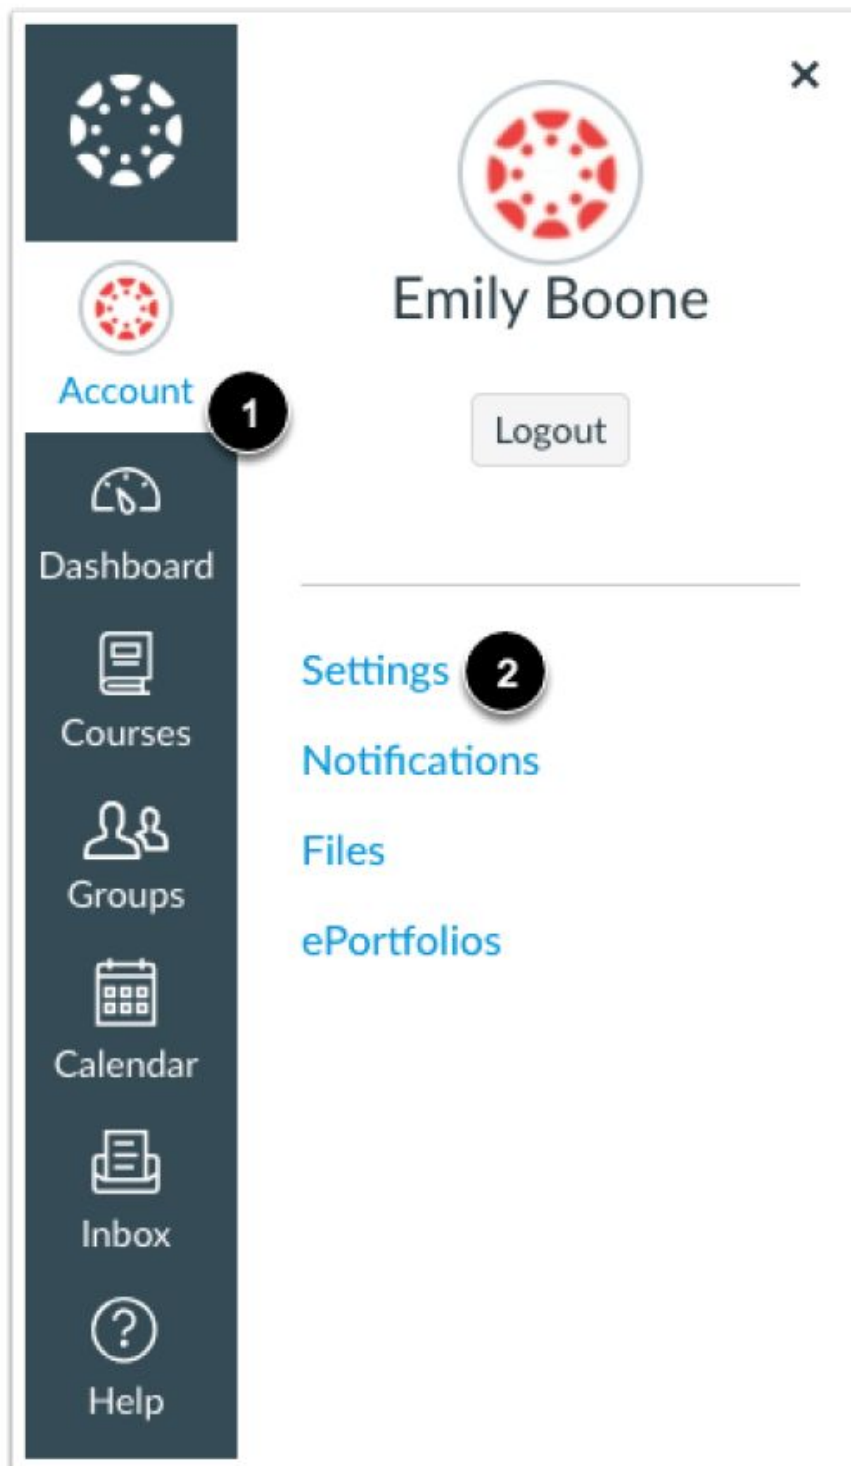 Account
1
Dashboard
Courses
Groups
Calendar
Inbox
?
Help
×
Emily Boone
Logout
Settings 2
Notifications
Files
ePortfolios